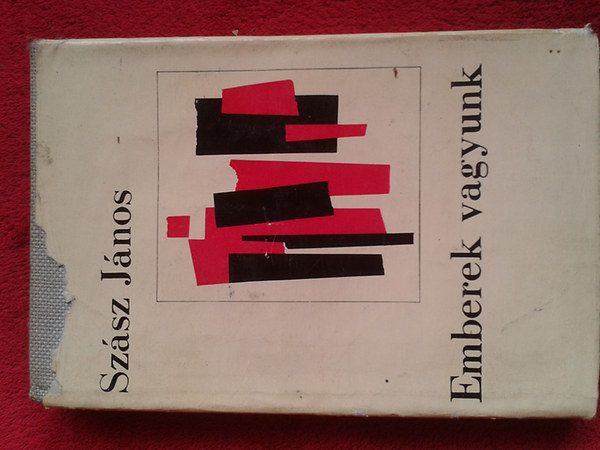 Szász János
Emberek vagyunk